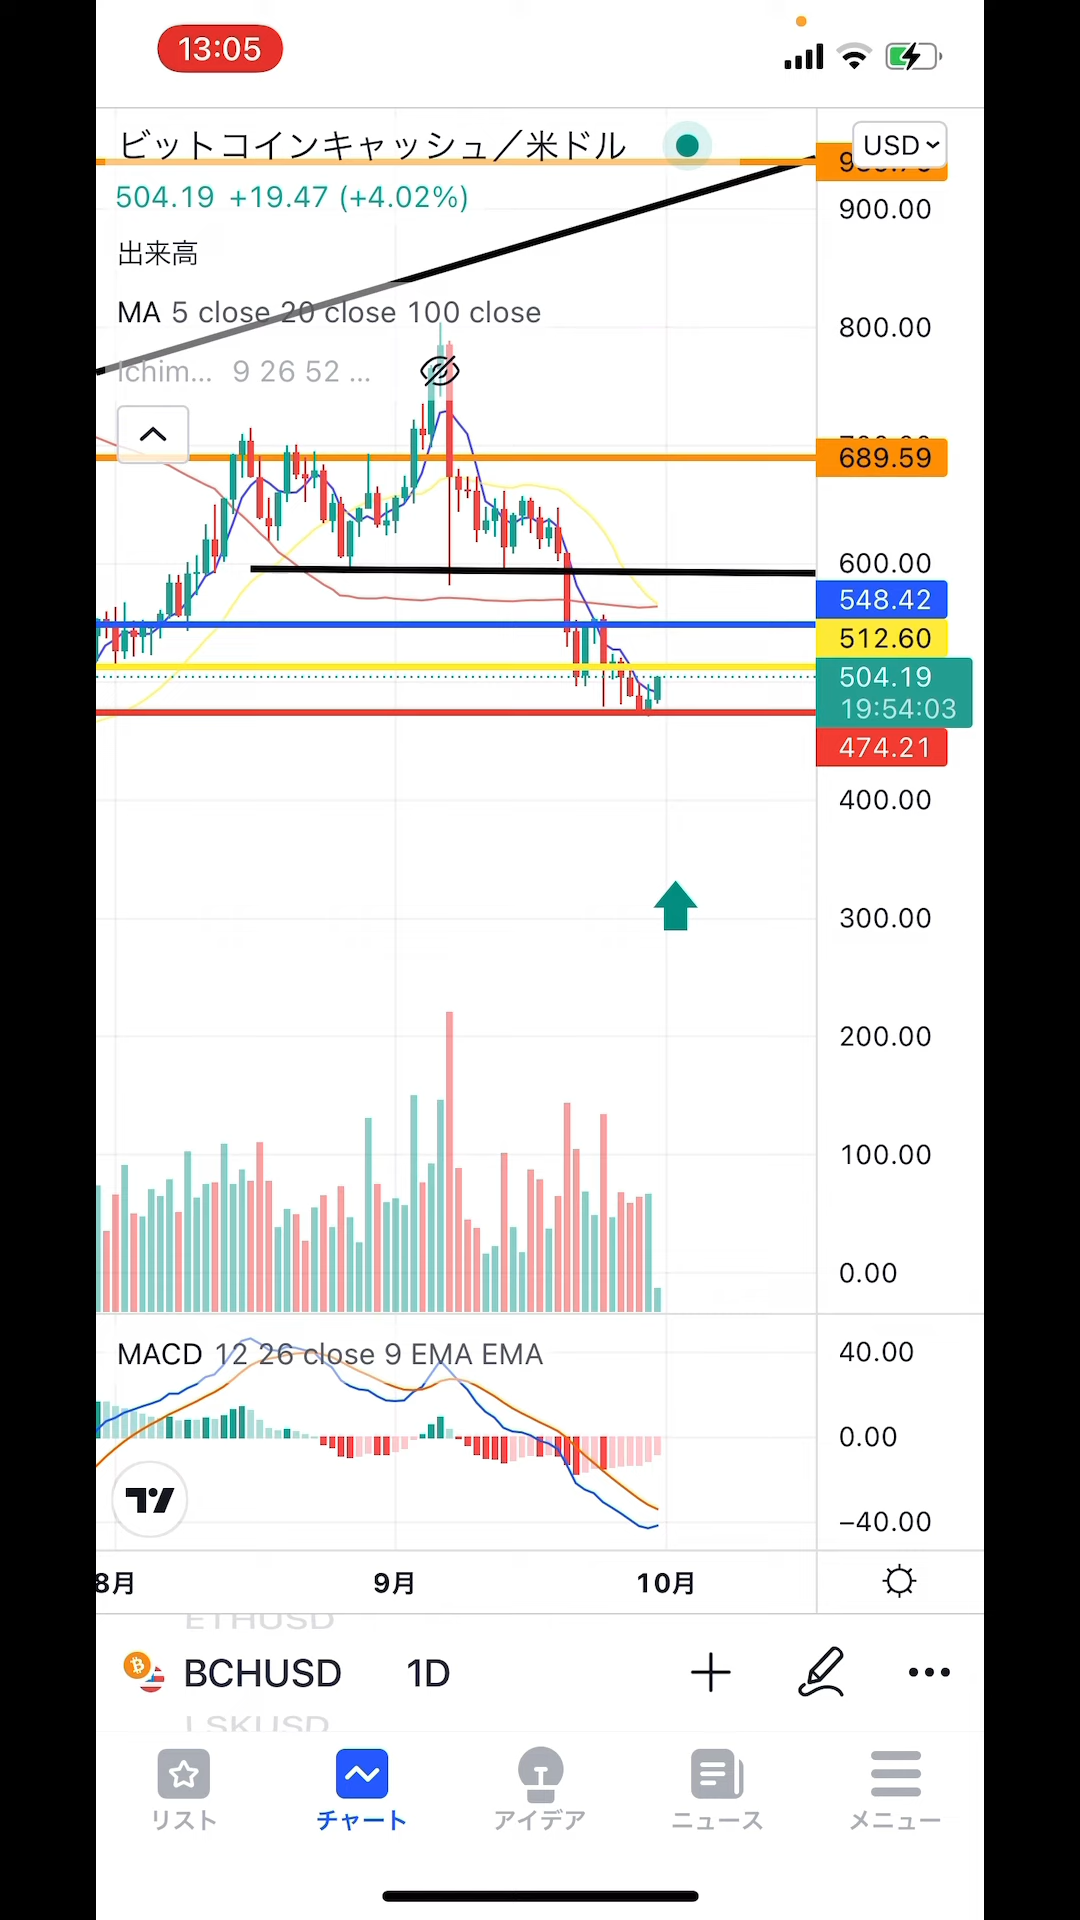 13:05
ビットコインキャッシュ／米ドル
USD
504.19 +19.47 (+4.02%)
900.00
出来高
MA 5 close 20 close 100 close
800.00
Ichim... 9 26 52 ...
689.59
600.00
548.42
512.60
504.19
19:54:03
474.21
400.00
300.00
200.00
100.00
0.00
MACD 12 26 close 9 EMA EMA
40.00
0.00
−40.00
8月 9月 10月
ETHUSD
BCHUSD 1D
LSKUSD
リスト チャート アイデア ニュース メニュー